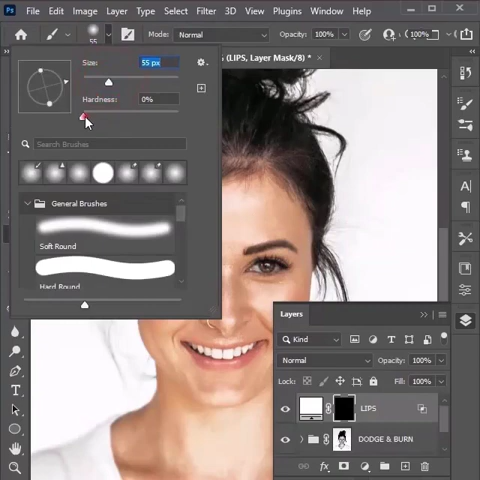 Ps File Edit Image Layer Type Select Filter 3D View Plugins Window Help
55 Mode: Normal Opacity: 100% 100%
(LIPS, Layer Mask/8) *
Size: 55 px
Hardness: 0%
Search Brushes
General Brushes
Soft Round
Hard Round
Layers
Kind
Normal Opacity: 100%
Lock: Fill: 100%
LIPS
DODGE & BURN
fx